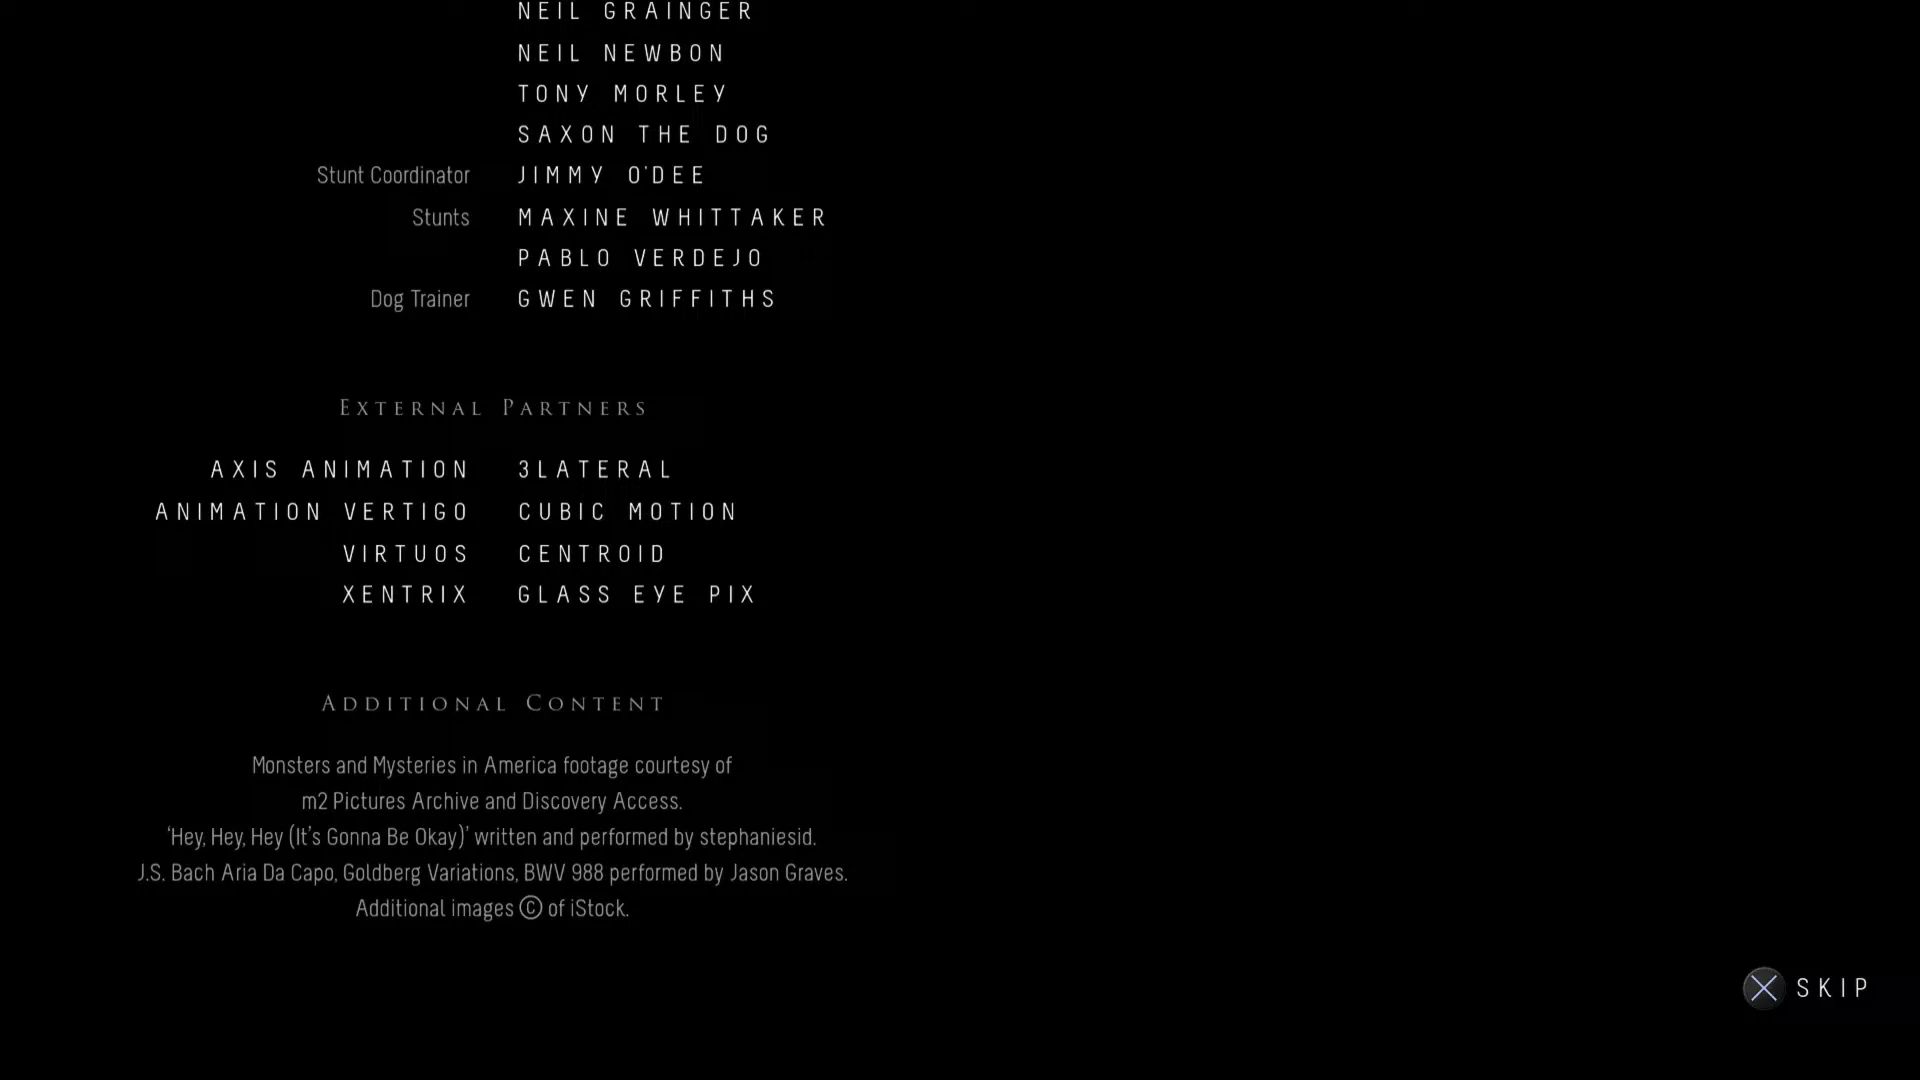 NEIL GRAINGER
NEIL NEWBON
TONY MORLEY
SAXON THE DOG
Stunt Coordinator JIMMY O'DEE
Stunts MAXINE WHITTAKER
PABLO VERDEJO
Dog Trainer GWEN GRIFFITHS
EXTERNAL PARTNERS
AXIS ANIMATION 3LATERAL
ANIMATION VERTIGO CUBIC MOTION
VIRTUOS CENTROID
XENTRIX GLASS EYE PIX
ADDITIONAL CONTENT
Monsters and Mysteries in America footage courtesy of
m2 Pictures Archive and Discovery Access.
‘Hey, Hey, Hey (It’s Gonna Be Okay)’ written and performed by stephaniesid.
J.S. Bach Aria Da Capo, Goldberg Variations, BWV 988 performed by Jason Graves.
Additional images © of iStock.
SKIP